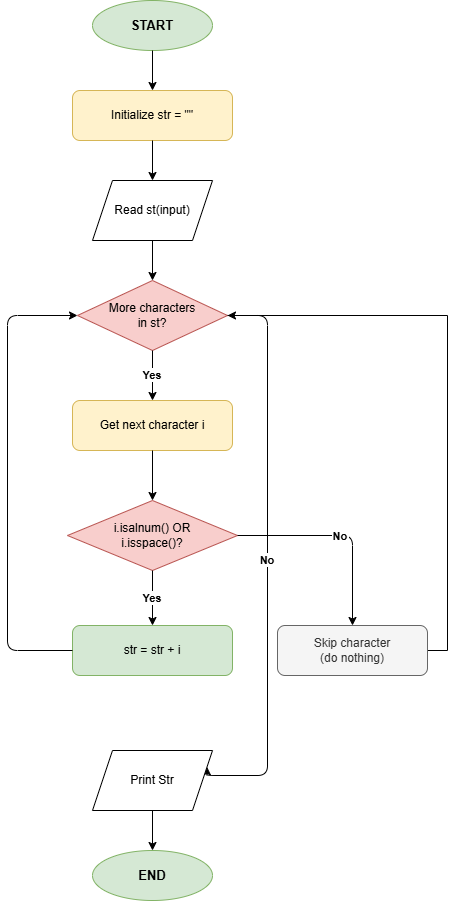 START
Initialize str = ""
Read st(input)
More characters
in st?
Yes
Get next character i
i.isalnum() OR
i.isspace()?
No
No
Yes
str = str + i
Skip character
(do nothing)
Print Str
END